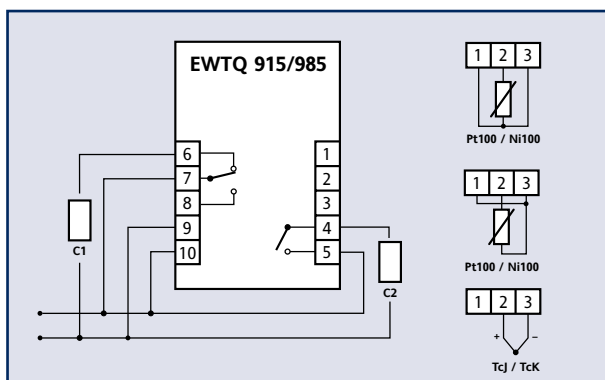 EWTQ 915/985
6
7
8
9
10
1
2
3
4
5
C1
C2
1 2 3
Pt100 / Ni100
1 2 3
Pt100 / Ni100
1 2 3
+ –
TcJ / TcK